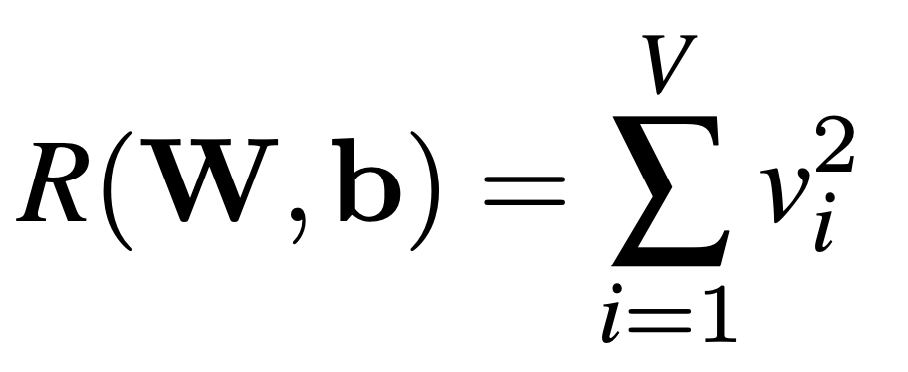 R(𝐖, 𝐛) = ∑_{i=1}^{V} v_i^2